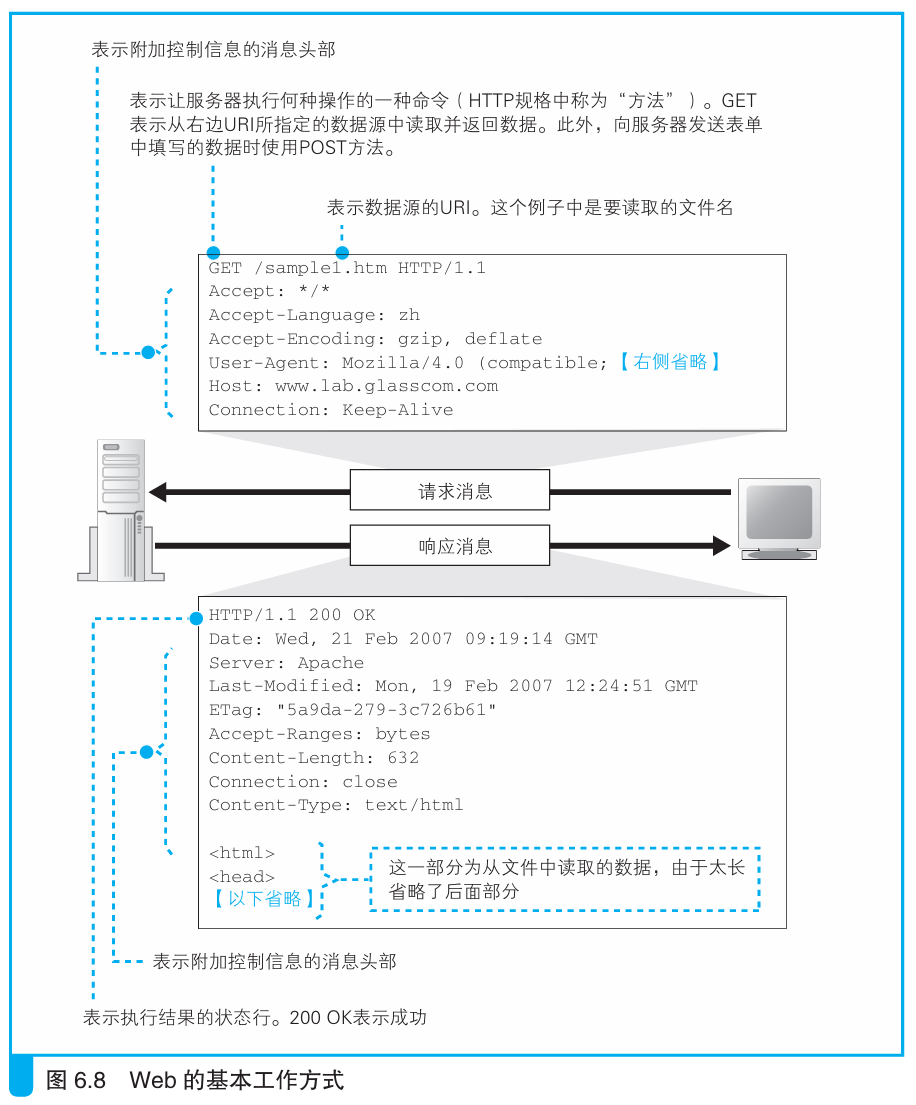 表示附加控制信息的消息头部
表示让服务器执行何种操作的一种命令（HTTP规格中称为“方法”）。GET
表示从右边URI所指定的数据源中读取并返回数据。此外，向服务器发送表单
中填写的数据时使用POST方法。
表示数据源的URI。这个例子中是要读取的文件名
GET /sample1.htm HTTP/1.1
Accept: */*
Accept-Language: zh
Accept-Encoding: gzip, deflate
User-Agent: Mozilla/4.0 (compatible;【右侧省略】
Host: www.lab.glasscom.com
Connection: Keep-Alive
请求消息
响应消息
HTTP/1.1 200 OK
Date: Wed, 21 Feb 2007 09:19:14 GMT
Server: Apache
Last-Modified: Mon, 19 Feb 2007 12:24:51 GMT
ETag: "5a9da-279-3c726b61"
Accept-Ranges: bytes
Content-Length: 632
Connection: close
Content-Type: text/html
<html>
<head>
【以下省略】
这一部分为从文件中读取的数据，由于太长
省略了后面部分
表示附加控制信息的消息头部
表示执行结果的状态行。200 OK表示成功
图 6.8 Web 的基本工作方式